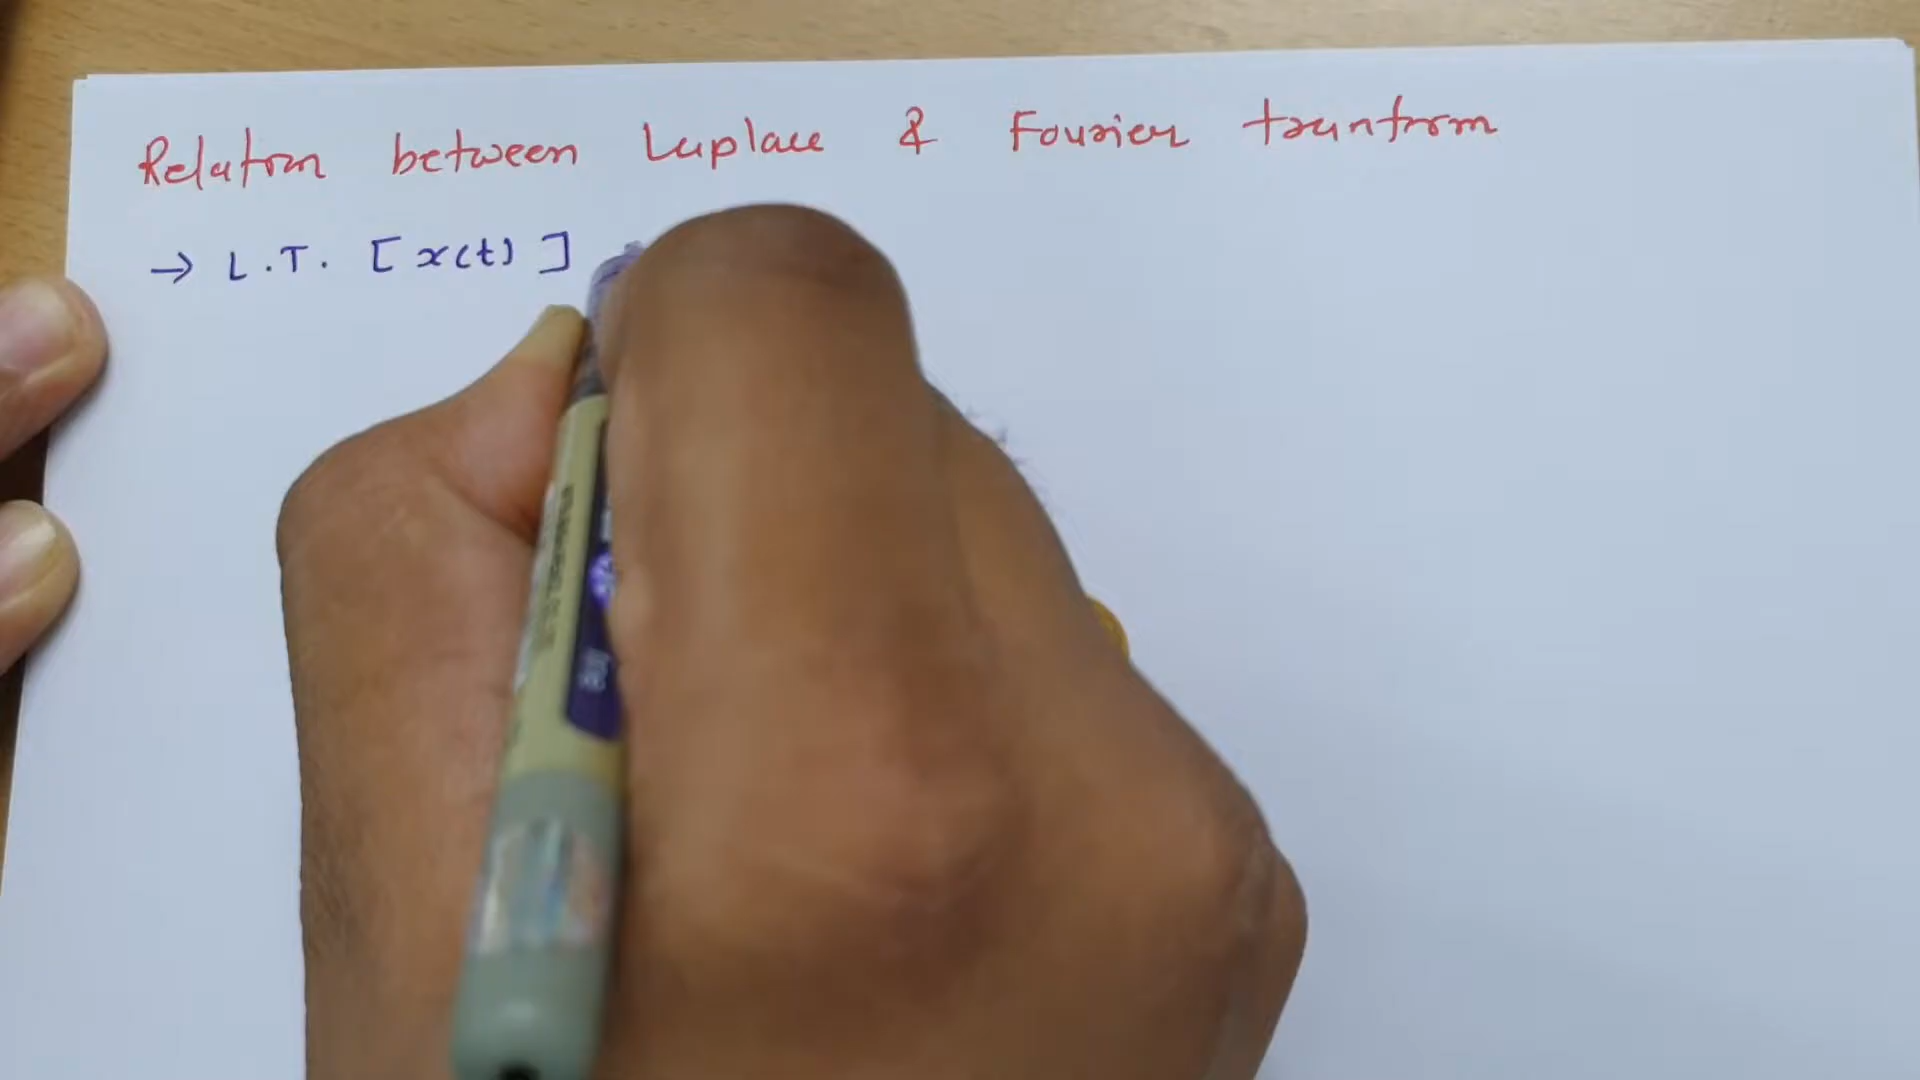 Relation between Laplace & Fourier transform
→ L.T. [x(t)]